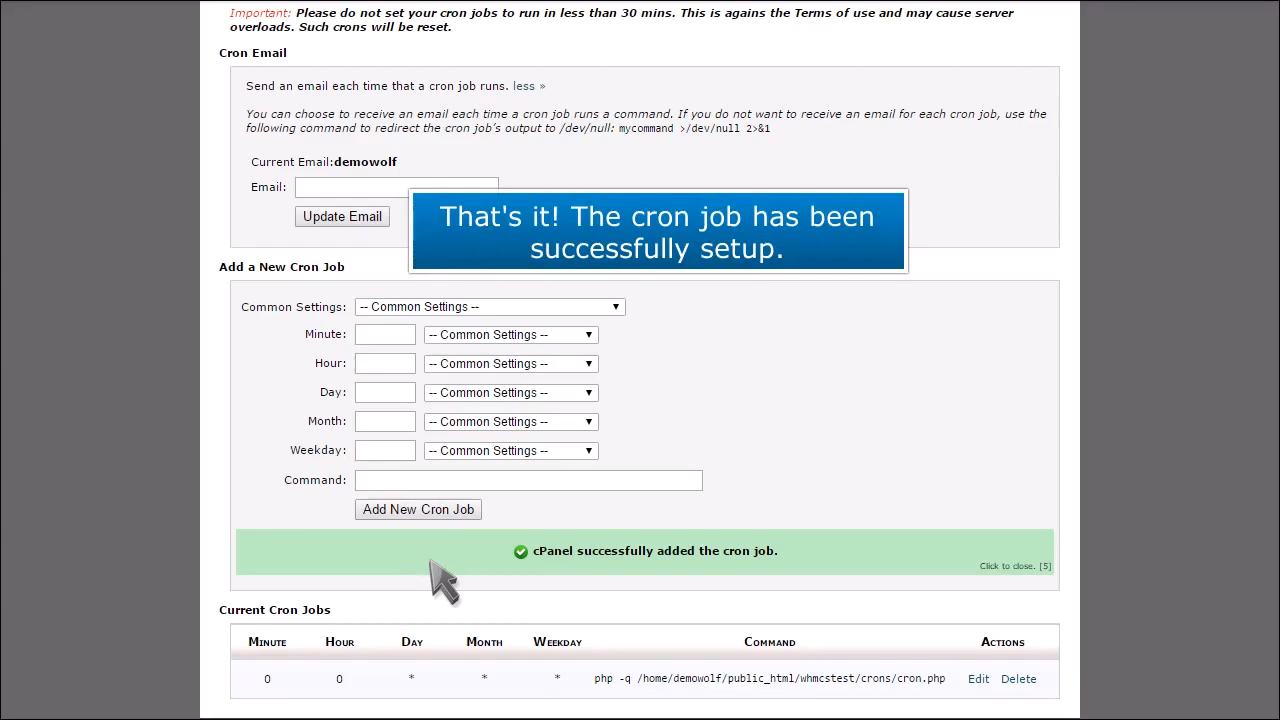 Important: Please do not set your cron jobs to run in less than 30 mins. This is agains the Terms of use and may cause server
overloads. Such crons will be reset.
Cron Email
Send an email each time that a cron job runs. less »
You can choose to receive an email each time a cron job runs a command. If you do not want to receive an email for each cron job, use the
following command to redirect the cron job's output to /dev/null: mycommand >/dev/null 2>&1
Current Email:demowolf
Email:
Update Email
That's it! The cron job has been
successfully setup.
Add a New Cron Job
Common Settings: -- Common Settings --
Minute: -- Common Settings --
Hour: -- Common Settings --
Day: -- Common Settings --
Month: -- Common Settings --
Weekday: -- Common Settings --
Command:
Add New Cron Job
cPanel successfully added the cron job.
Click to close. [5]
Current Cron Jobs
Minute Hour Day Month Weekday Command Actions
0 0 * * * php -q /home/demowolf/public_html/whmcstest/crons/cron.php Edit Delete